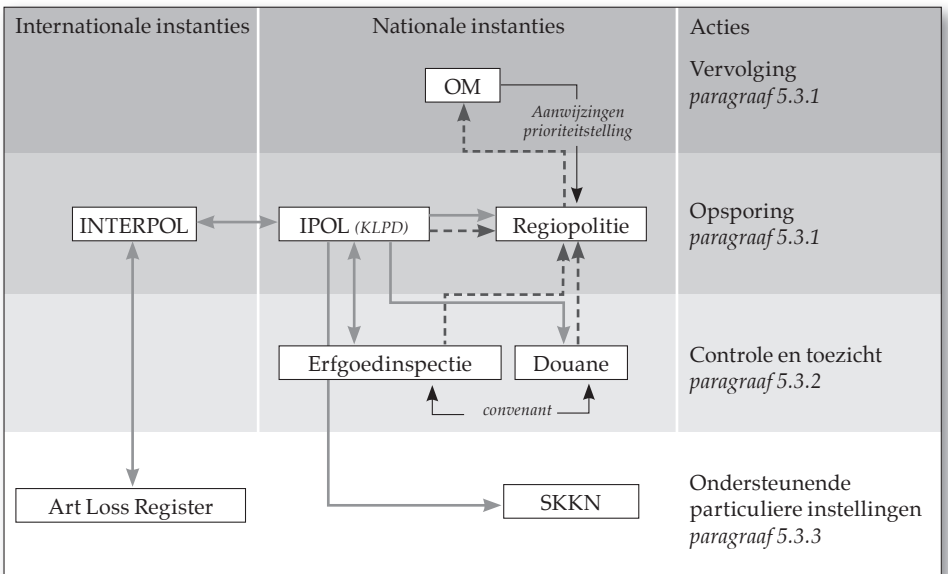 Internationale instanties
Nationale instanties
Acties
OM
Aanwijzingen
prioriteitstelling
Vervolging
paragraaf 5.3.1
INTERPOL
IPOL (KLPD)
Regiopolitie
Opsporing
paragraaf 5.3.1
Erfgoedinspectie
Douane
convenant
Controle en toezicht
paragraaf 5.3.2
Art Loss Register
SKKN
Ondersteunende
particuliere instellingen
paragraaf 5.3.3